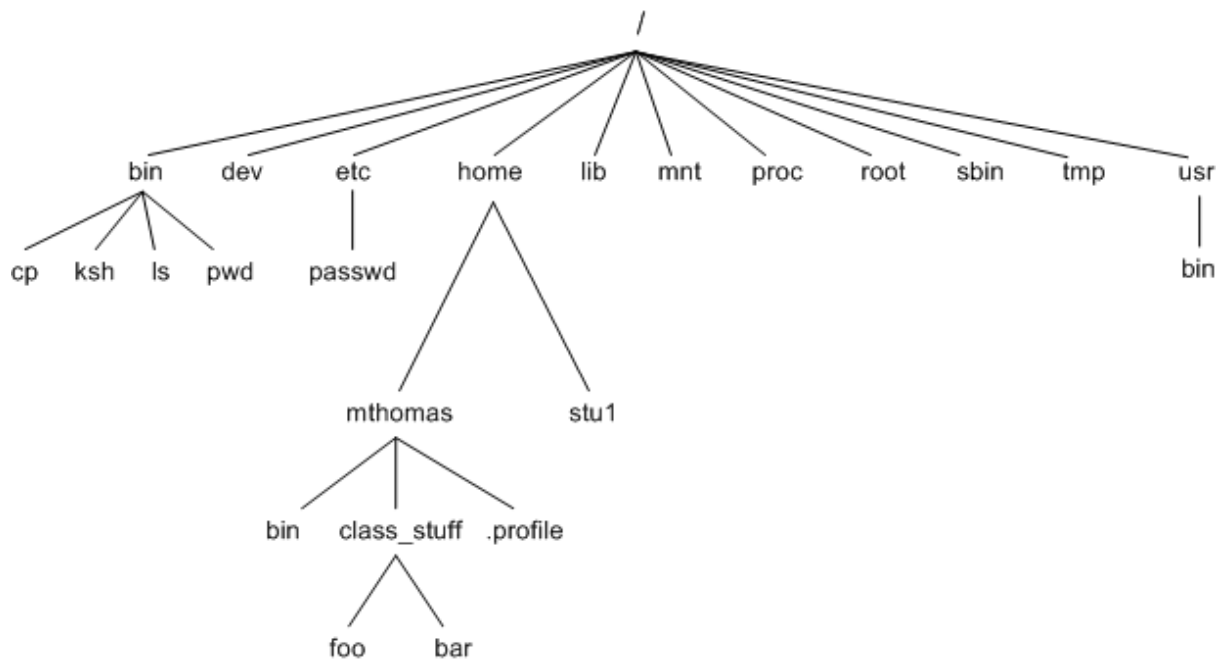 /
bin dev etc home lib mnt proc root sbin tmp usr
cp ksh ls pwd passwd bin
mthomas stu1
bin class_stuff .profile
foo bar